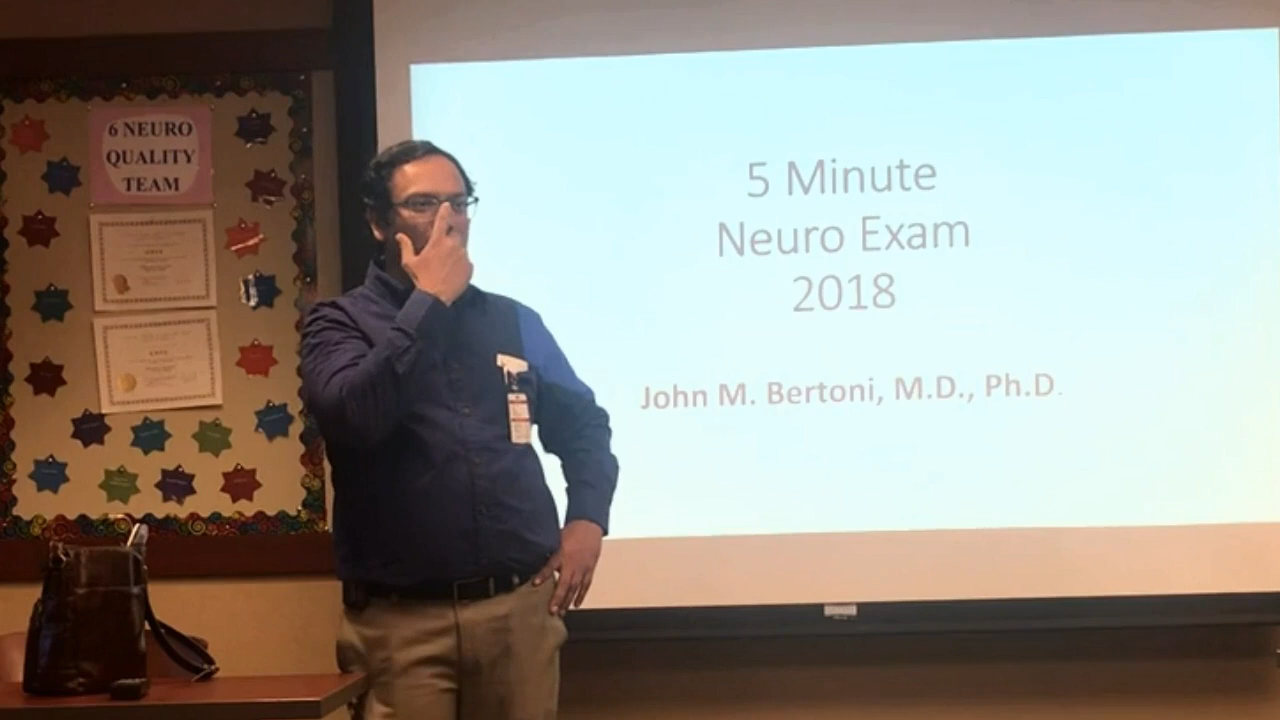 6 NEURO
QUALITY
TEAM
5 Minute
Neuro Exam
2018
John M. Bertoni, M.D., Ph.D.